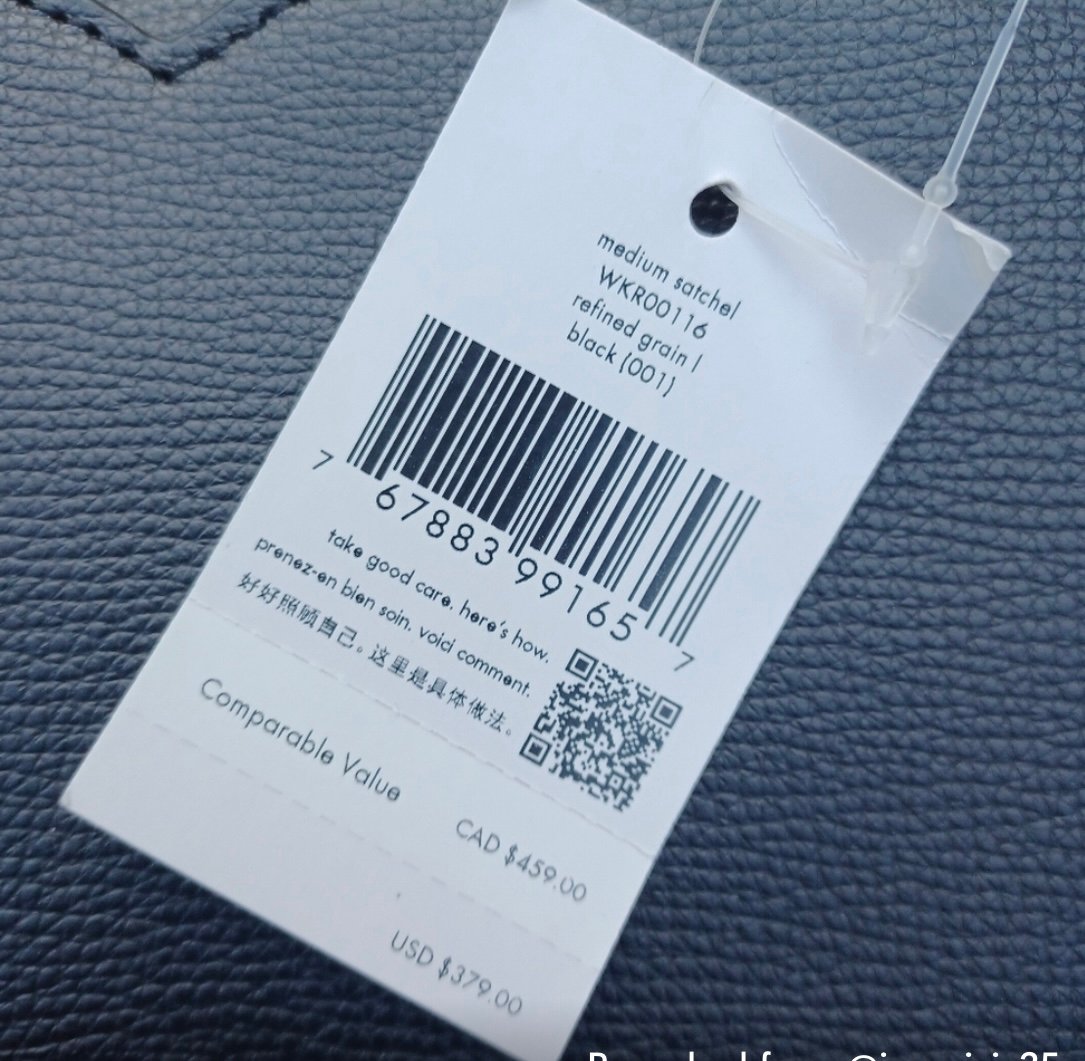 medium satchel
WKR00116
refined grain l
black (001)
7 67883 99165 7
take good care, here's how.
prenez-en bien soin. voici comment.
好好照顾自己。这里是具体做法。
Comparable Value
CAD $459.00
USD $379.00